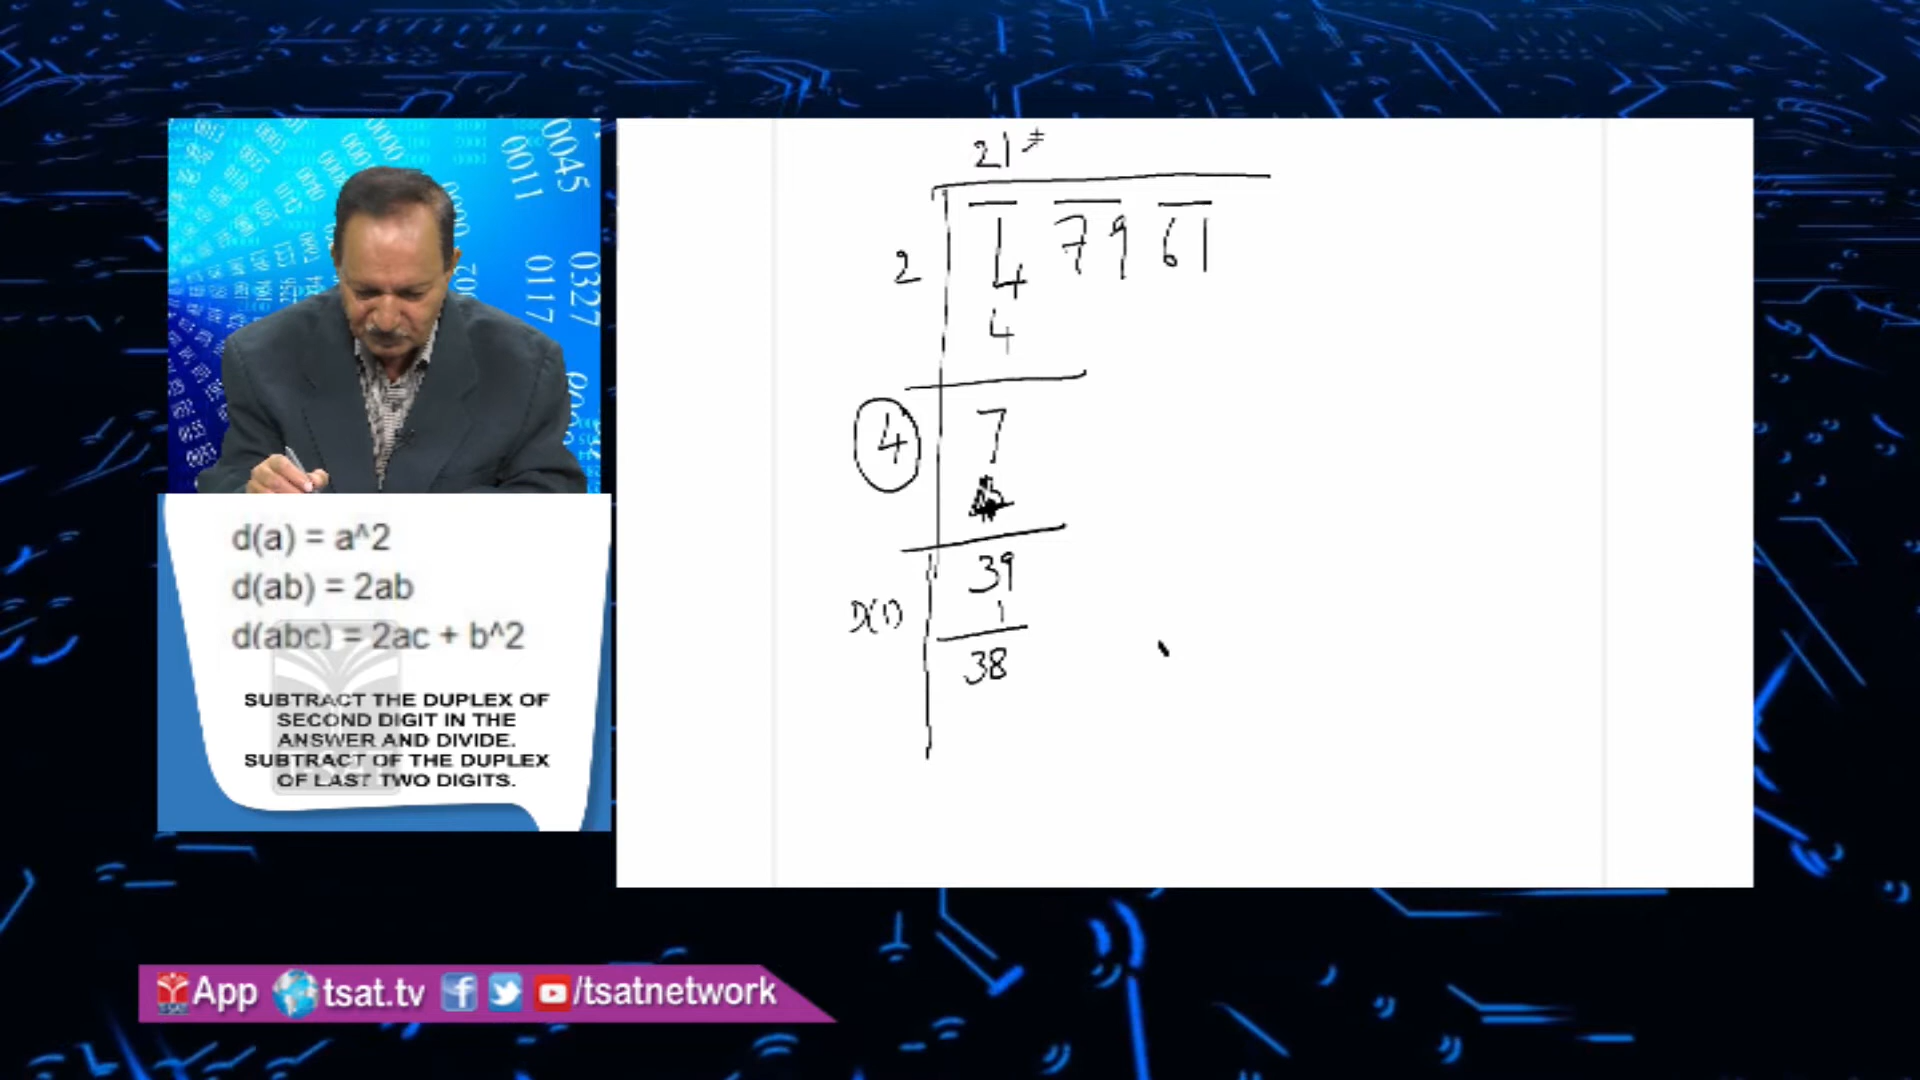 0045
0011
0327
0117
d(a) = a^2
d(ab) = 2ab
d(abc) = 2ac + b^2
SUBTRACT THE DUPLEX OF
SECOND DIGIT IN THE
ANSWER AND DIVIDE.
SUBTRACT OF THE DUPLEX
OF LAST TWO DIGITS.
21
4 79 61
2
4
4 7
39
D(1) 1
38
App tsat.tv /tsatnetwork